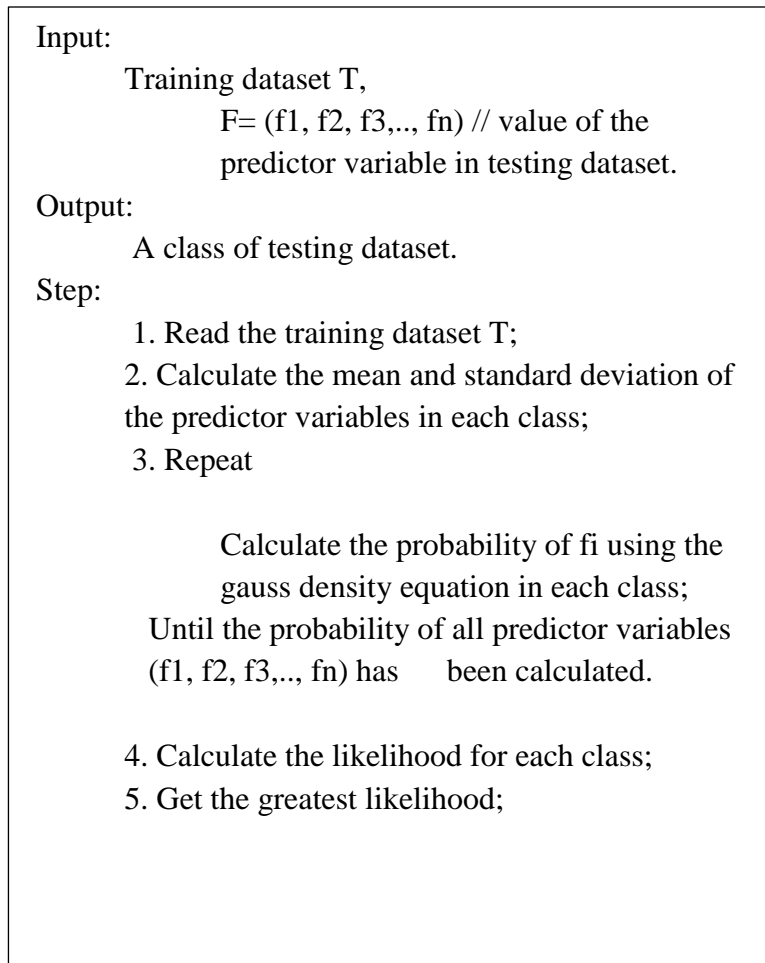 Input:
Training dataset T,
F= (f1, f2, f3,.., fn) // value of the
predictor variable in testing dataset.
Output:
A class of testing dataset.
Step:
1. Read the training dataset T;
2. Calculate the mean and standard deviation of
the predictor variables in each class;
3. Repeat
Calculate the probability of fi using the
gauss density equation in each class;
Until the probability of all predictor variables
(f1, f2, f3,.., fn) has been calculated.
4. Calculate the likelihood for each class;
5. Get the greatest likelihood;